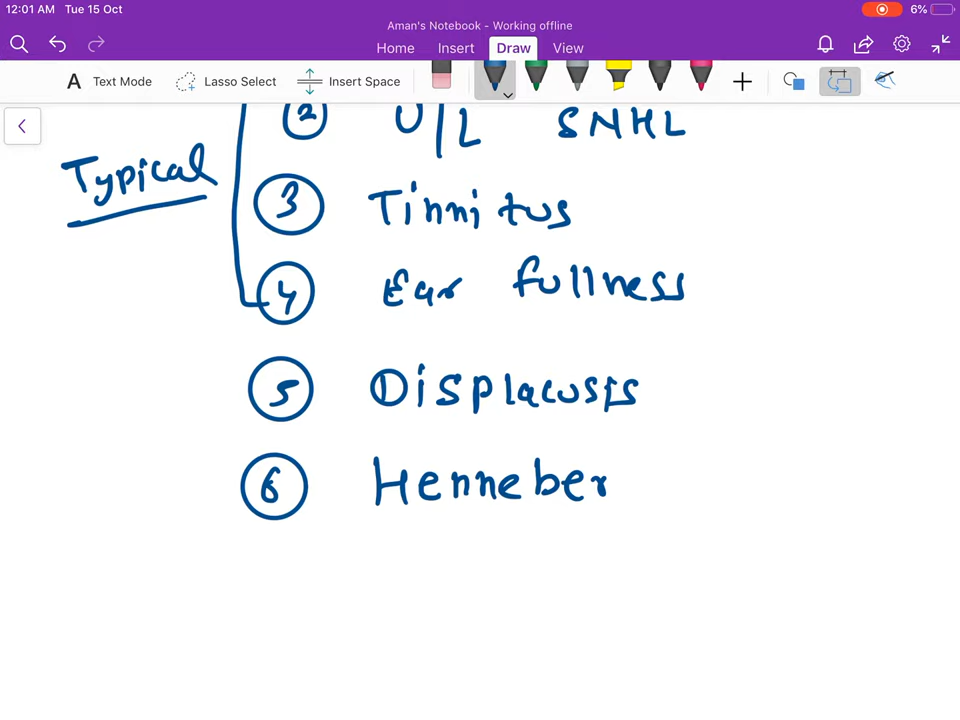 12:01 AM Tue 15 Oct 6%
Aman's Notebook - Working offline
Home Insert Draw View
A Text Mode Lasso Select Insert Space
2 U/L SNHL
Typical
3 Tinnitus
4 Ear fullness
5 Displacusis
6 Henneber